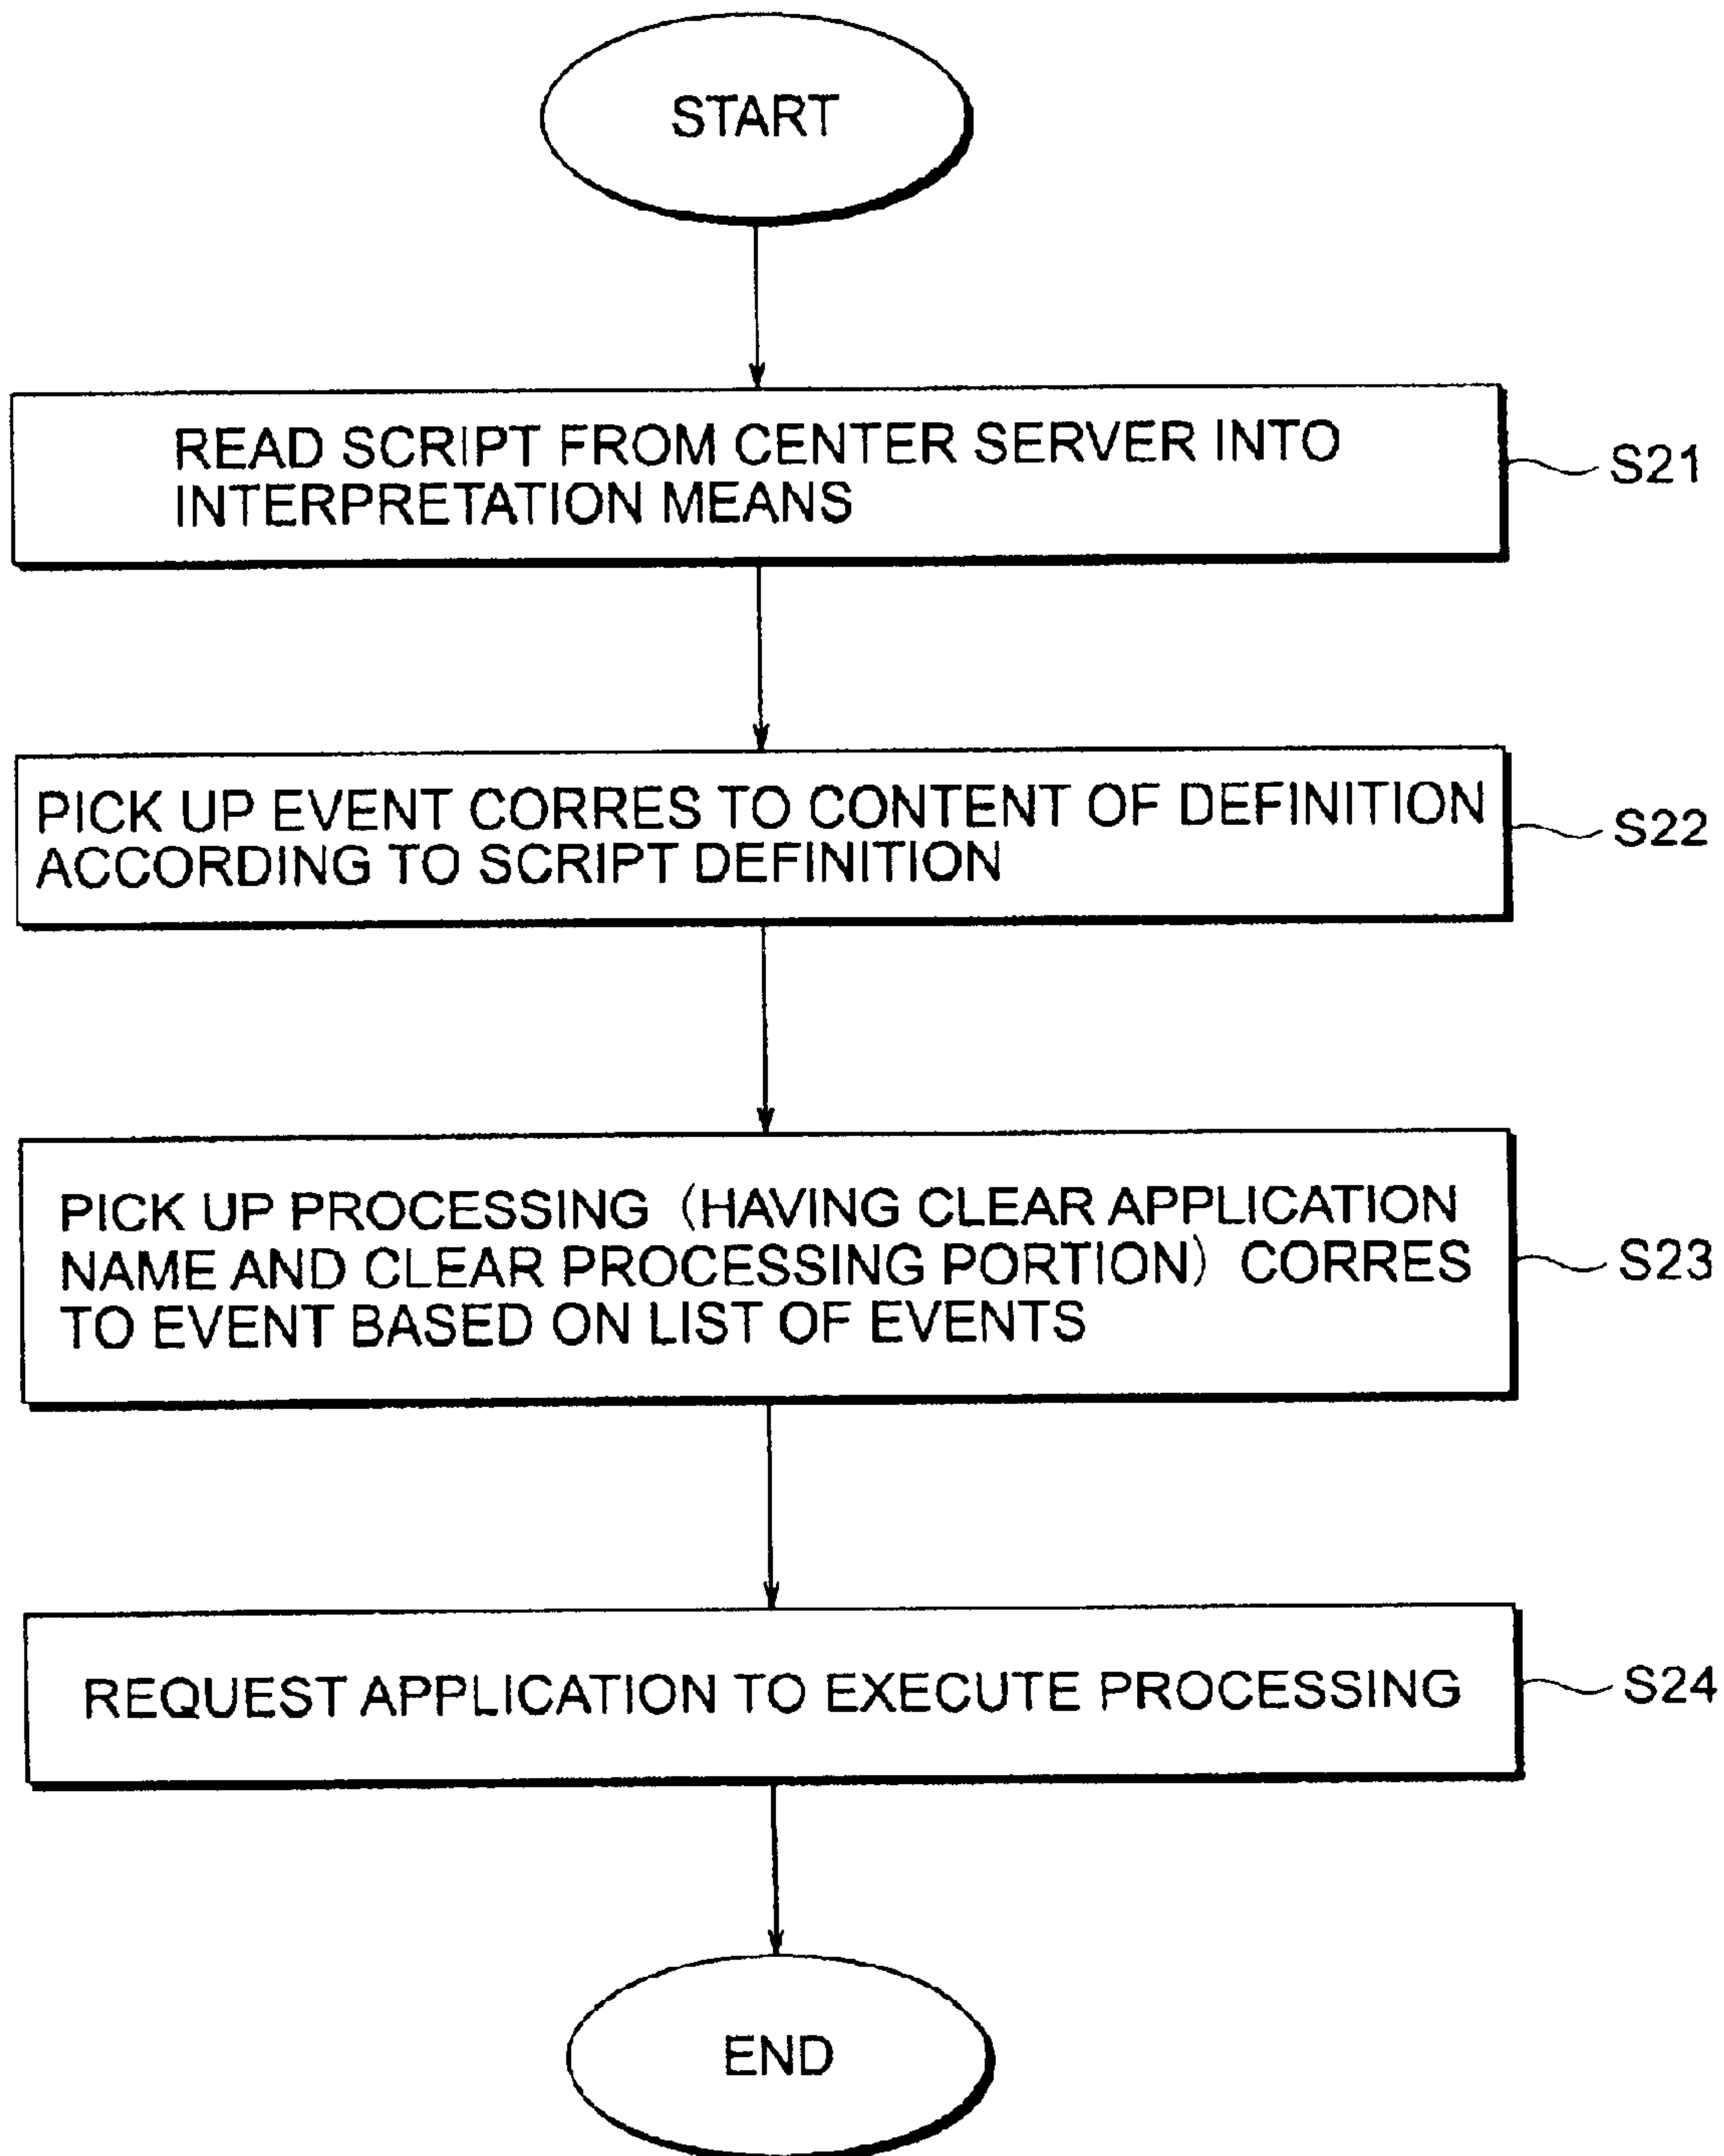 START
READ SCRIPT FROM CENTER SERVER INTO
INTERPRETATION MEANS
S21
PICK UP EVENT CORRES TO CONTENT OF DEFINITION
ACCORDING TO SCRIPT DEFINITION
S22
PICK UP PROCESSING (HAVING CLEAR APPLICATION
NAME AND CLEAR PROCESSING PORTION) CORRES
TO EVENT BASED ON LIST OF EVENTS
S23
REQUEST APPLICATION TO EXECUTE PROCESSING
S24
END